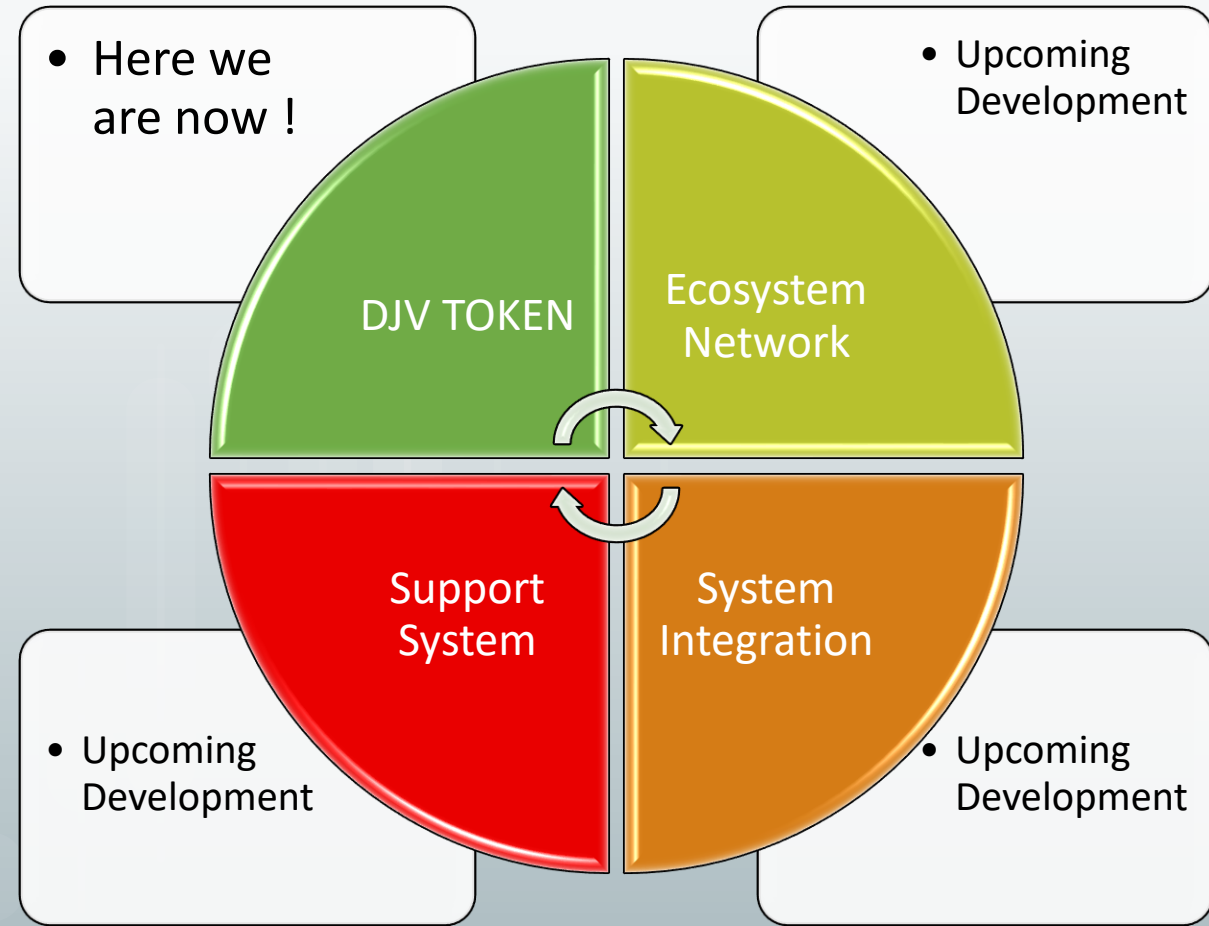 • Here we
are now !
• Upcoming
Development
DJV TOKEN
Ecosystem
Network
Support
System
System
Integration
• Upcoming
Development
• Upcoming
Development